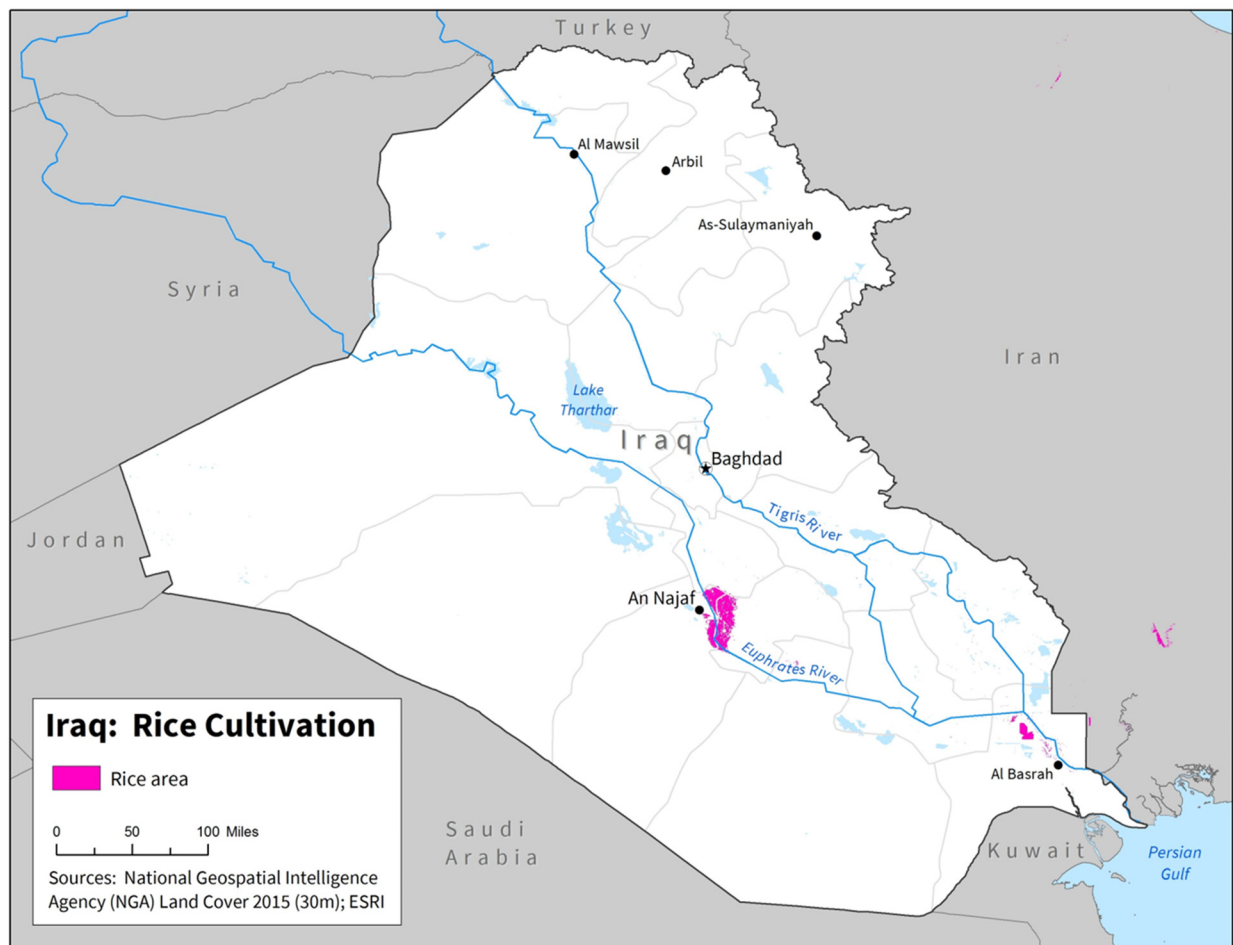 Turkey
Al Mawsil
Arbil
As-Sulaymaniyah
Syria
Iran
Lake
Tharthar
Iraq
Baghdad
Tigris River
Jordan
An Najaf
Euphrates River
Al Basrah
Saudi
Arabia
Kuwait
Persian
Gulf
Iraq: Rice Cultivation
Rice area
0 50 100 Miles
Sources: National Geospatial Intelligence
Agency (NGA) Land Cover 2015 (30m); ESRI